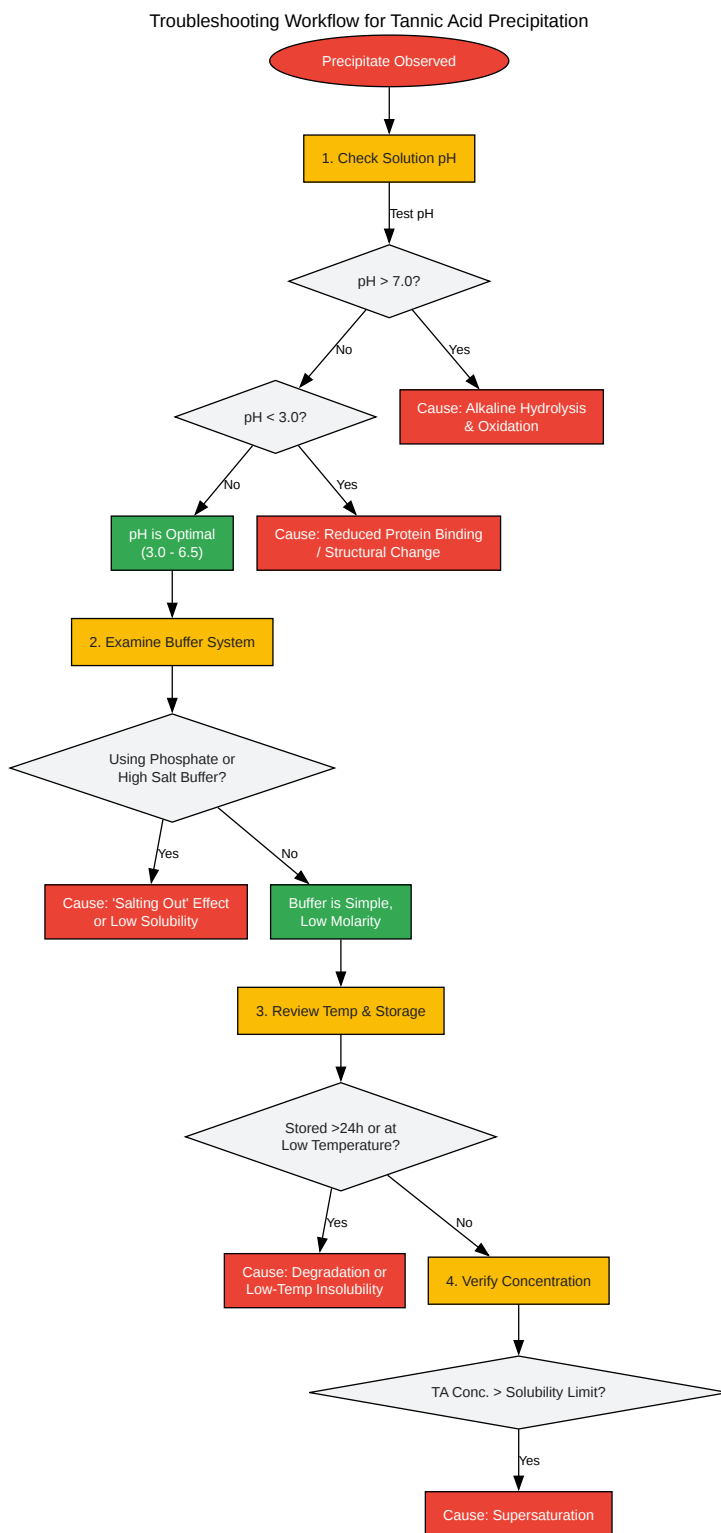 Troubleshooting Workflow for Tannic Acid Precipitation
Precipitate Observed
1. Check Solution pH
Test pH
pH > 7.0?
No
Yes
pH < 3.0?
Cause: Alkaline Hydrolysis
& Oxidation
No
Yes
pH is Optimal
(3.0 - 6.5)
Cause: Reduced Protein Binding
/ Structural Change
2. Examine Buffer System
Using Phosphate or
High Salt Buffer?
Yes
No
Cause: 'Salting Out' Effect
or Low Solubility
Buffer is Simple,
Low Molarity
3. Review Temp & Storage
Stored >24h or at
Low Temperature?
Yes
No
Cause: Degradation or
Low-Temp Insolubility
4. Verify Concentration
TA Conc. > Solubility Limit?
Yes
Cause: Supersaturation